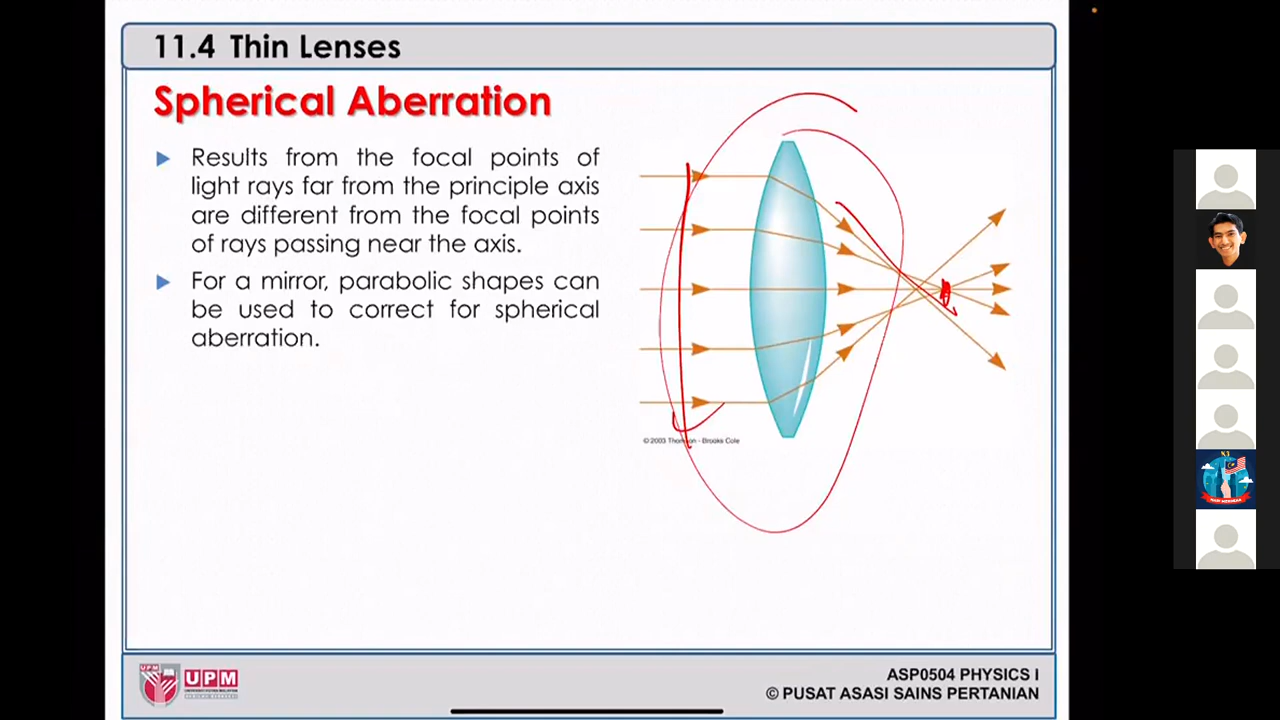 11.4 Thin Lenses
Spherical Aberration
Results from the focal points of
light rays far from the principle axis
are different from the focal points
of rays passing near the axis.
For a mirror, parabolic shapes can
be used to correct for spherical
aberration.
© 2003 Thomson - Brooks Cole
UPM
UPM
ASP0504 PHYSICS I
© PUSAT ASASI SAINS PERTANIAN